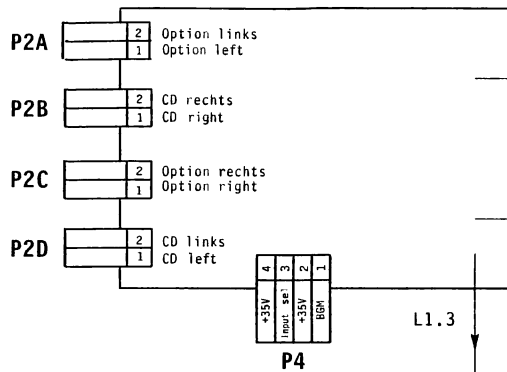 P2A
2 Option links
1 Option left
P2B
2 CD rechts
1 CD right
P2C
2 Option rechts
1 Option right
P2D
2 CD links
1 CD left
4 3 2 1
+35V
Input sel
+35V
BGM
P4
L1.3